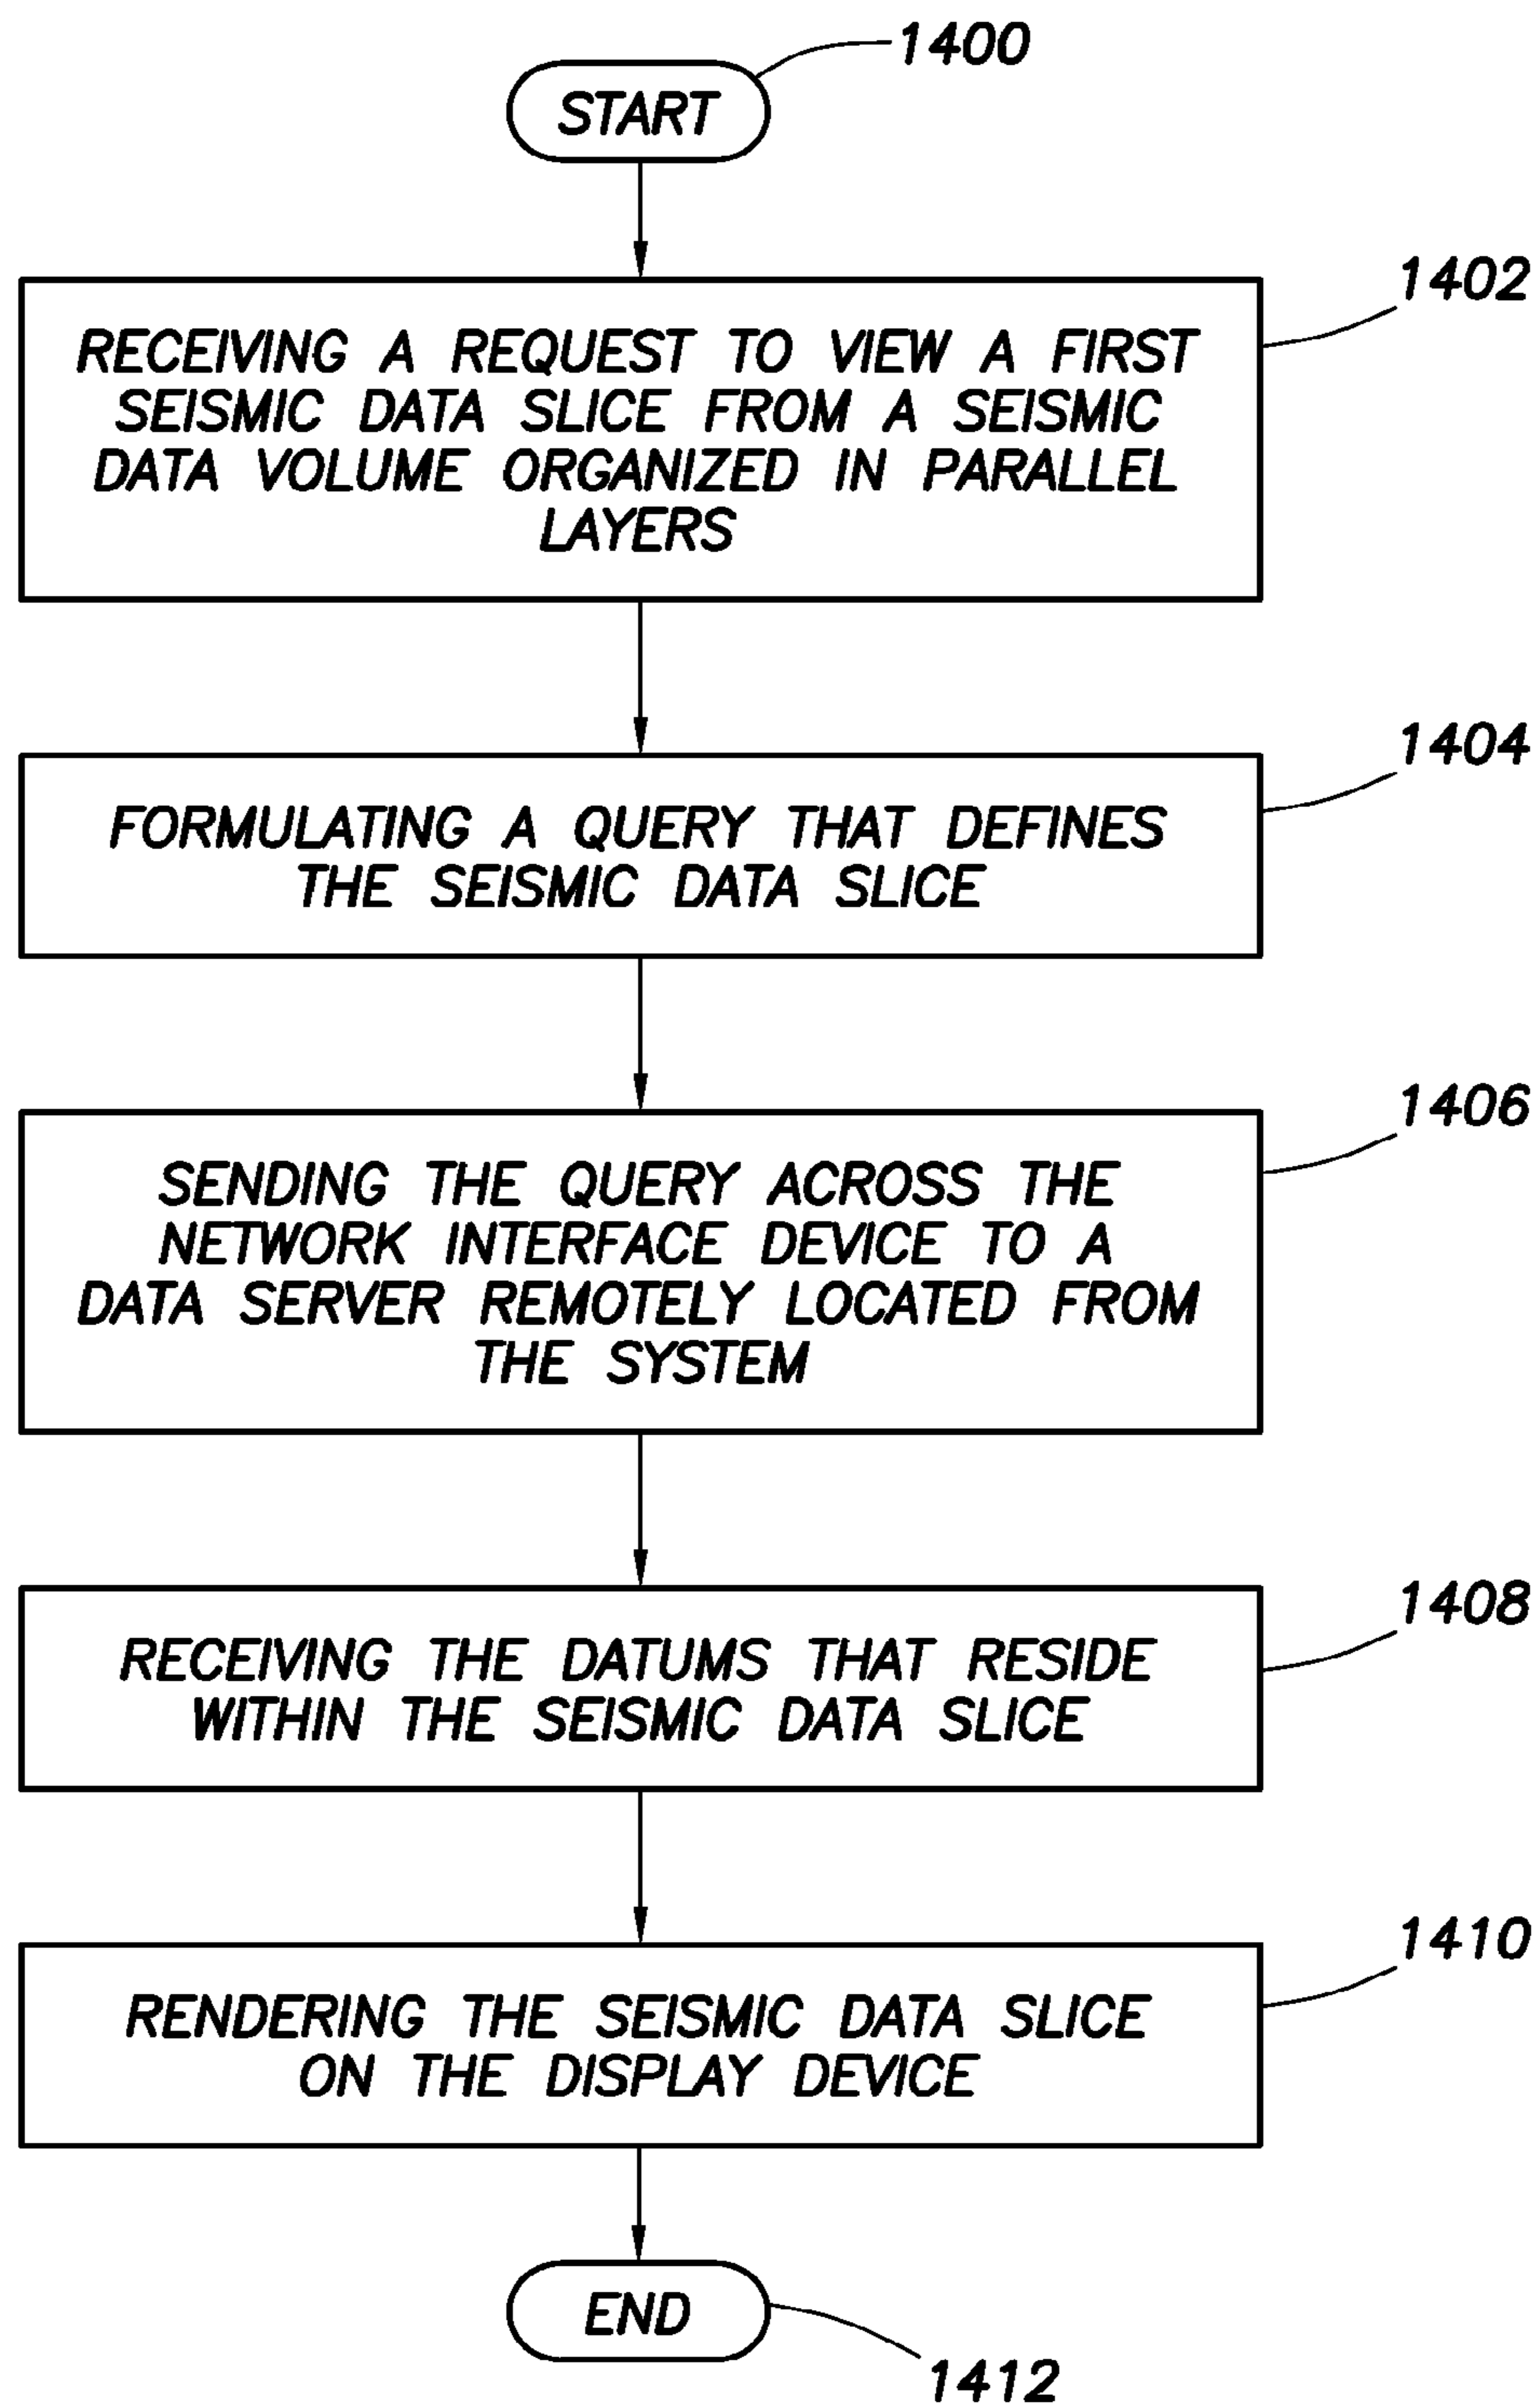 1400
START
1402
RECEIVING A REQUEST TO VIEW A FIRST
SEISMIC DATA SLICE FROM A SEISMIC
DATA VOLUME ORGANIZED IN PARALLEL
LAYERS
1404
FORMULATING A QUERY THAT DEFINES
THE SEISMIC DATA SLICE
1406
SENDING THE QUERY ACROSS THE
NETWORK INTERFACE DEVICE TO A
DATA SERVER REMOTELY LOCATED FROM
THE SYSTEM
1408
RECEIVING THE DATUMS THAT RESIDE
WITHIN THE SEISMIC DATA SLICE
1410
RENDERING THE SEISMIC DATA SLICE
ON THE DISPLAY DEVICE
END
1412